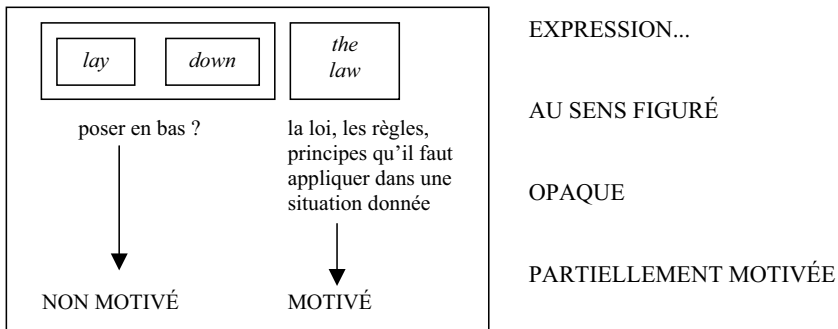 lay
down
the
law
poser en bas ?
la loi, les règles,
principes qu'il faut
appliquer dans une
situation donnée
NON MOTIVÉ
MOTIVÉ
EXPRESSION...
AU SENS FIGURÉ
OPAQUE
PARTIELLEMENT MOTIVÉE